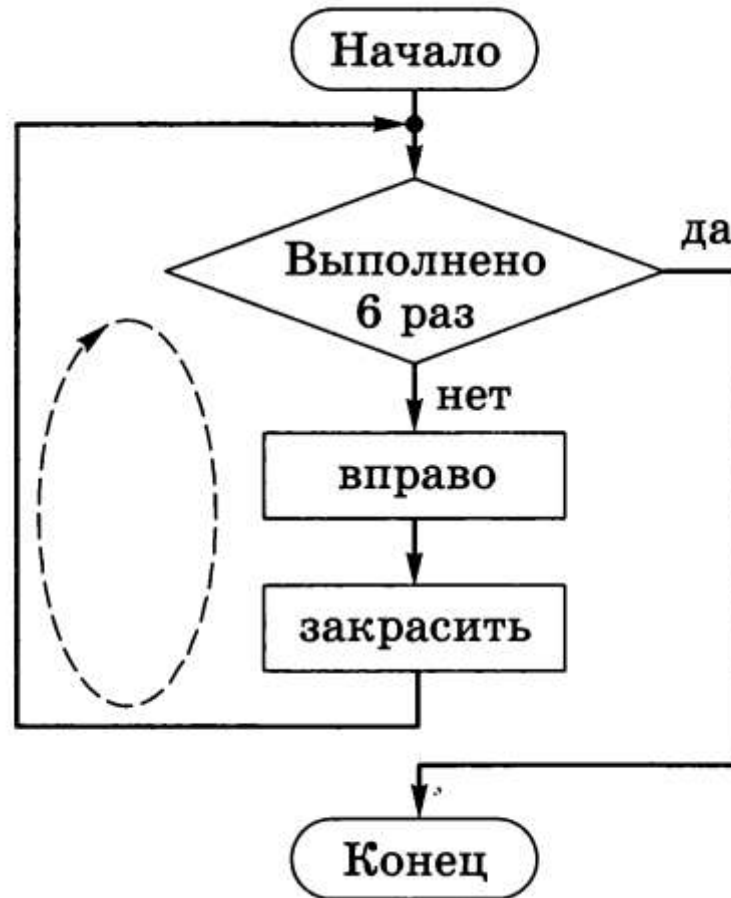 Начало
Выполнено
6 раз
да
нет
вправо
закрасить
Конец